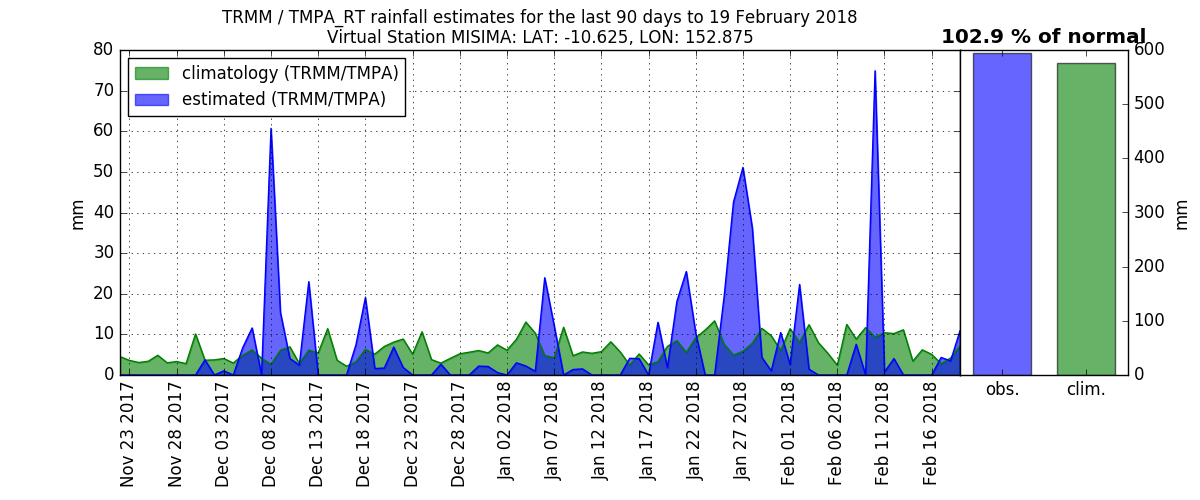 TRMM / TMPA_RT rainfall estimates for the last 90 days to 19 February 2018
Virtual Station MISIMA: LAT: -10.625, LON: 152.875
102.9 % of normal
climatology (TRMM/TMPA)
estimated (TRMM/TMPA)
mm
80
70
60
50
40
30
20
10
0
Nov 23 2017
Nov 28 2017
Dec 03 2017
Dec 08 2017
Dec 13 2017
Dec 18 2017
Dec 23 2017
Dec 28 2017
Jan 02 2018
Jan 07 2018
Jan 12 2018
Jan 17 2018
Jan 22 2018
Jan 27 2018
Feb 01 2018
Feb 06 2018
Feb 11 2018
Feb 16 2018
600
500
400
300
200
100
0
mm
obs.
clim.